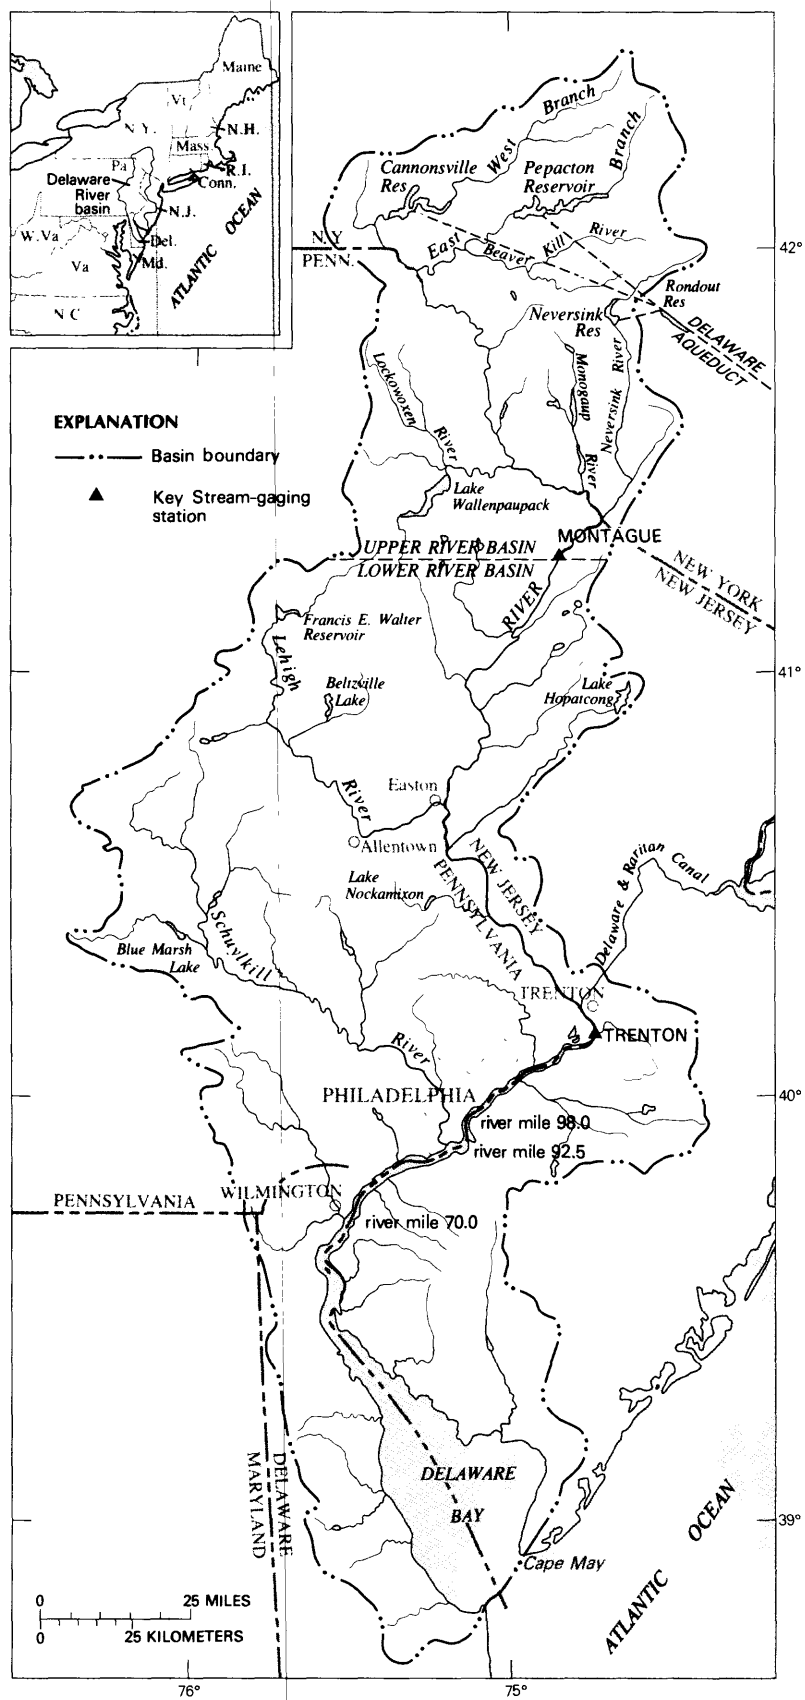 Maine
Vt
N.Y.
N.H.
Mass.
R.I.
Conn.
Pa
Delaware
River
basin
N.J.
W.Va
Del.
Md.
Va
N C
ATLANTIC OCEAN
EXPLANATION
Basin boundary
Key Stream-gaging
station
West Branch
Cannonsville
Res
Pepacton
Reservoir
Branch
East
Beaver Kill River
N.Y
PENN.
42°
Rondout
Res
Neversink
Res
DELAWARE
AQUEDUCT
Lackowoxen River
Monogaup River
Neversink River
Lake
Wallenpaupack
MONTAGUE
UPPER RIVER BASIN
LOWER RIVER BASIN
NEW YORK
NEW JERSEY
RIVER
Francis E. Walter
Reservoir
Lehigh River
Beltzville
Lake
Lake
Hopatcong
41°
Easton
Allentown
NEW JERSEY
PENNSYLVANIA
Lake
Nockamixon
Delaware & Raritan Canal
Blue Marsh
Lake
Schuylkill River
TRENTON
TRENTON
PHILADELPHIA
40°
river mile 98.0
river mile 92.5
PENNSYLVANIA
WILMINGTON
river mile 70.0
DELAWARE
MARYLAND
DELAWARE
BAY
39°
Cape May
ATLANTIC OCEAN
0 25 MILES
0 25 KILOMETERS
76°
75°